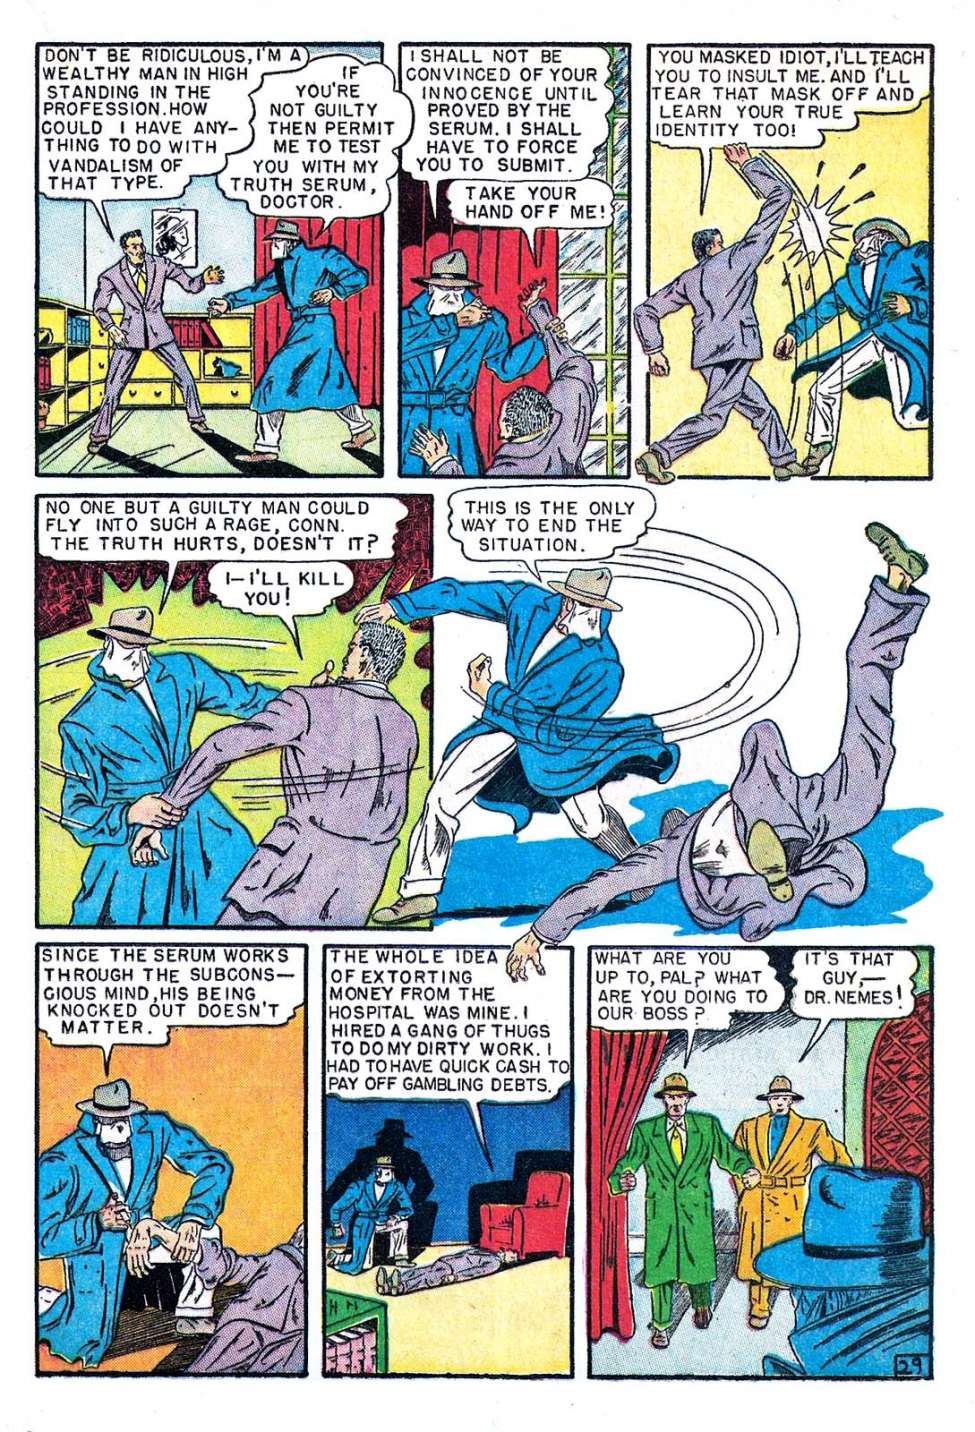 DON'T BE RIDICULOUS, I'M A
WEALTHY MAN IN HIGH
STANDING IN THE
PROFESSION. HOW
COULD I HAVE ANY-
THING TO DO WITH
VANDALISM OF
THAT TYPE.
IF
YOU'RE
NOT GUILTY
THEN PERMIT
ME TO TEST
YOU WITH MY
TRUTH SERUM,
DOCTOR.
I SHALL NOT BE
CONVINCED OF YOUR
INNOCENCE UNTIL
PROVED BY THE
SERUM. I SHALL
HAVE TO FORCE
YOU TO SUBMIT.
TAKE YOUR
HAND OFF ME!
YOU MASKED IDIOT, I'LL TEACH
YOU TO INSULT ME. AND I'LL
TEAR THAT MASK OFF AND
LEARN YOUR TRUE
IDENTITY TOO!
NO ONE BUT A GUILTY MAN COULD
FLY INTO SUCH A RAGE, CONN.
THE TRUTH HURTS, DOESN'T IT?
I-I'LL KILL
YOU!
THIS IS THE ONLY
WAY TO END THE
SITUATION.
SINCE THE SERUM WORKS
THROUGH THE SUBCONS-
CIOUS MIND, HIS BEING
KNOCKED OUT DOESN'T
MATTER.
THE WHOLE IDEA
OF EXTORTING
MONEY FROM THE
HOSPITAL WAS MINE. I
HIRED A GANG OF THUGS
TO DO MY DIRTY WORK. I
HAD TO HAVE QUICK CASH TO
PAY OFF GAMBLING DEBTS.
WHAT ARE YOU
UP TO, PAL? WHAT
ARE YOU DOING TO
OUR BOSS?
IT'S THAT
GUY,-
DR. NEMES!
29